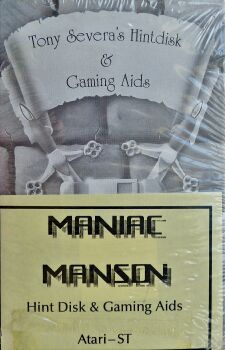 Tony Severa's Hintdisk
&
Gaming Aids
MANIAC
MANSON
Hint Disk & Gaming Aids
Atari-ST